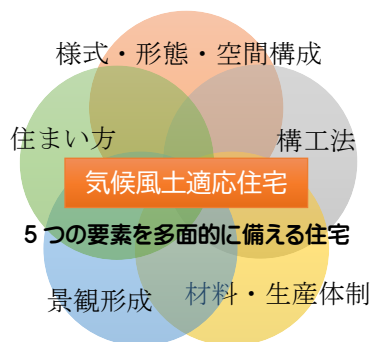 様式・形態・空間構成
住まい方
構工法
気候風土適応住宅
5つの要素を多面的に備える住宅
景観形成
材料・生産体制